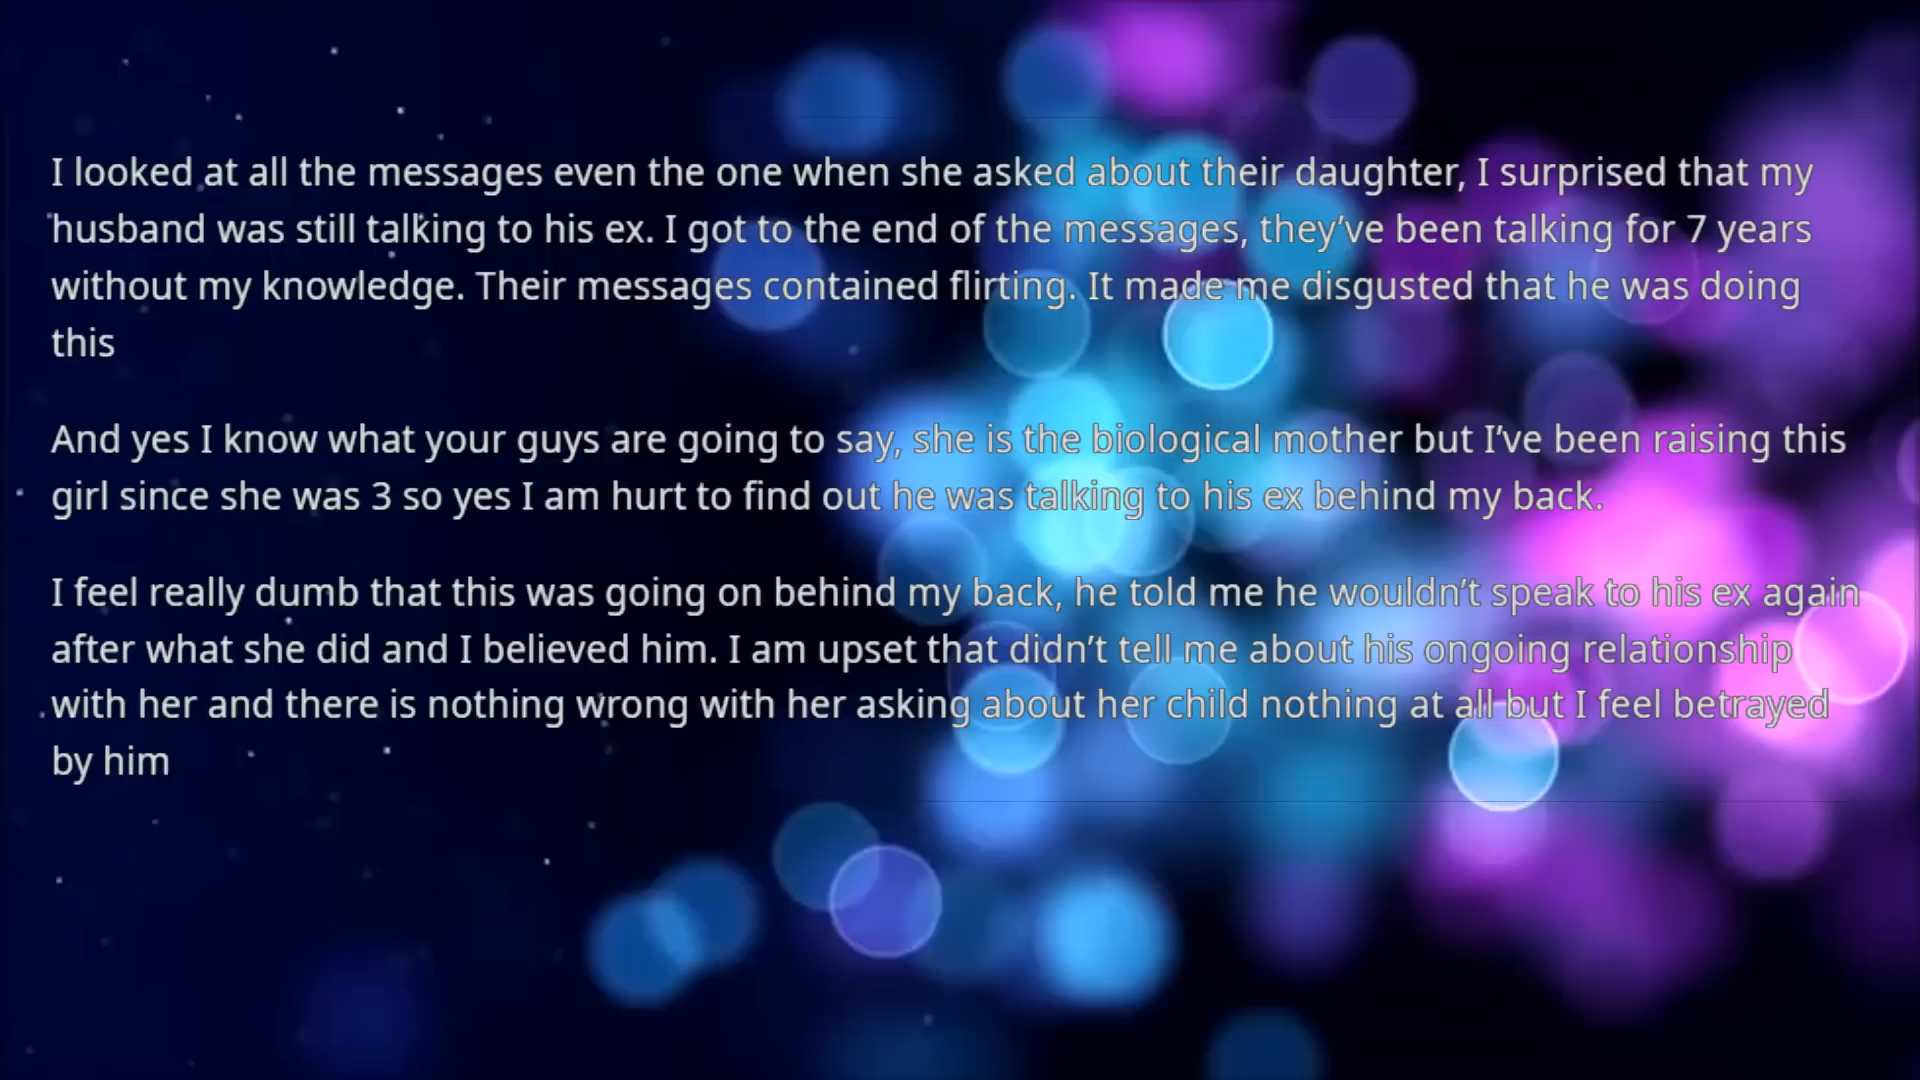 I looked at all the messages even the one when she asked about their daughter, I surprised that my
husband was still talking to his ex. I got to the end of the messages, they’ve been talking for 7 years
without my knowledge. Their messages contained flirting. It made me disgusted that he was doing
this
And yes I know what your guys are going to say, she is the biological mother but I’ve been raising this
girl since she was 3 so yes I am hurt to find out he was talking to his ex behind my back.
I feel really dumb that this was going on behind my back, he told me he wouldn’t speak to his ex again
after what she did and I believed him. I am upset that didn’t tell me about his ongoing relationship
with her and there is nothing wrong with her asking about her child nothing at all but I feel betrayed
by him